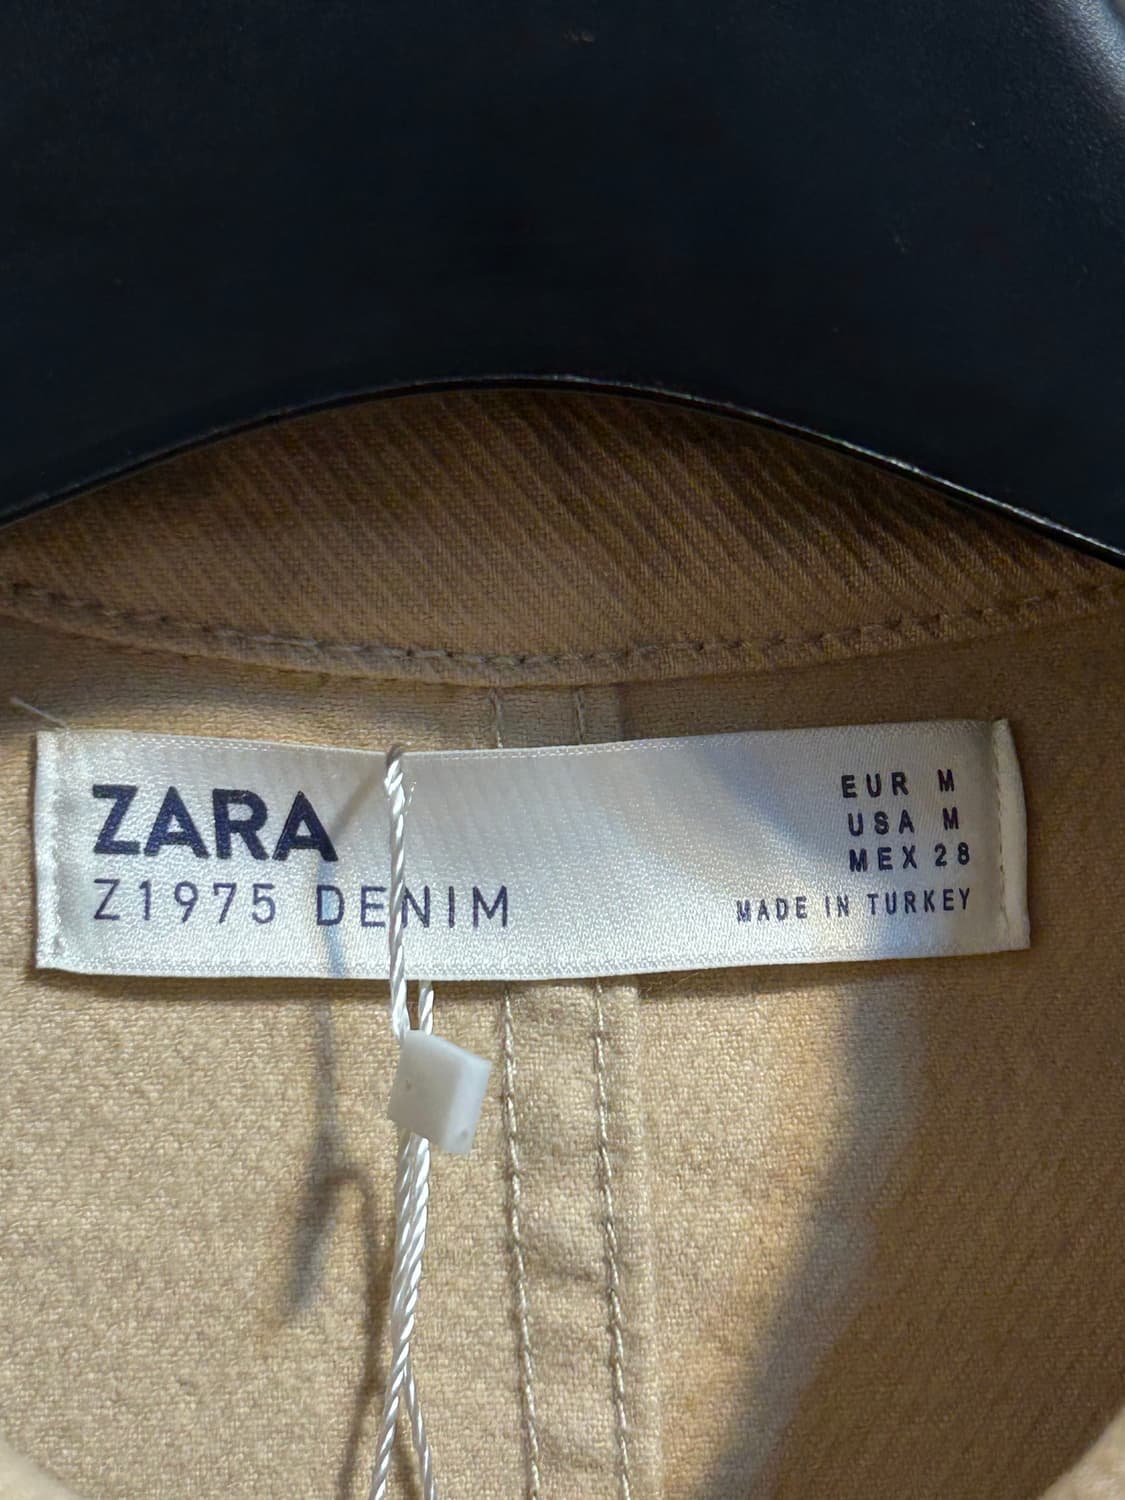 ZARA
Z1975 DENIM
EUR M
USA M
MEX 28
MADE IN TURKEY